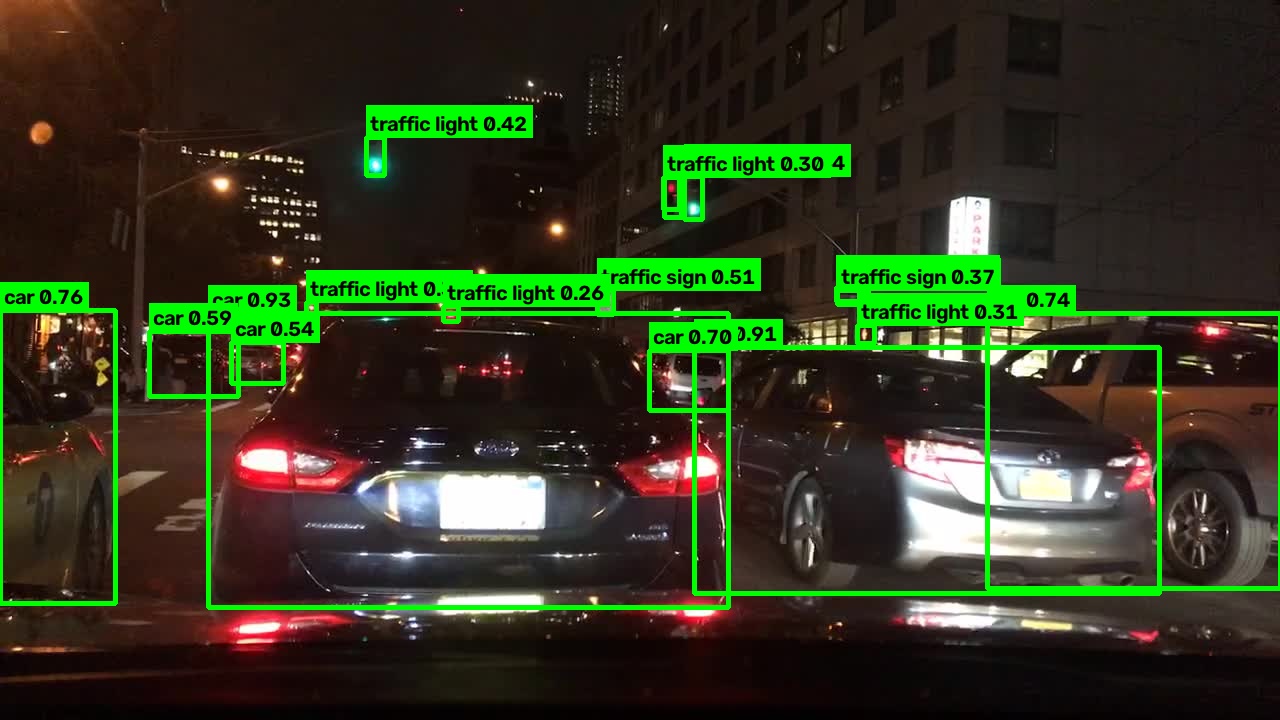 traffic light 0.42
traffic light 0.30 4
PARK
traffic sign 0.51
traffic sign 0.37
traffic light 0.
traffic light 0.26
car 0.76
car 0.93
0.74
car 0.59
traffic light 0.31
car 0.54
car 0.70
0.91
Ford